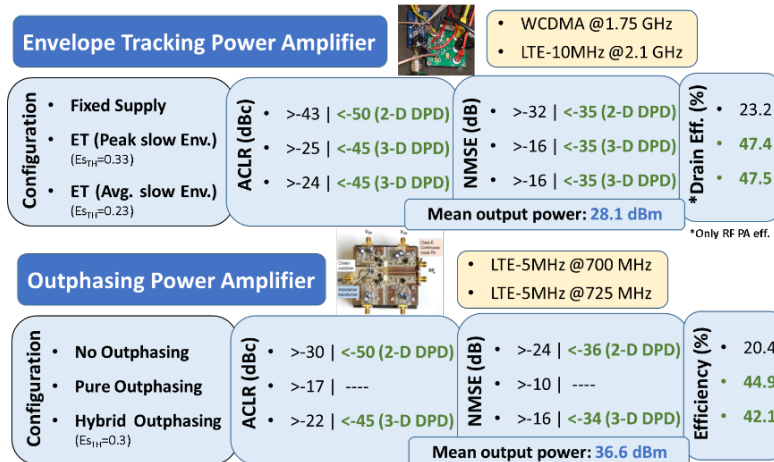 Envelope Tracking Power Amplifier
• WCDMA @1.75 GHz
• LTE-10MHz @2.1 GHz
Configuration
• Fixed Supply
• ET (Peak slow Env.)
(EsTH=0.33)
• ET (Avg. slow Env.)
(EsTH=0.23)
ACLR (dBc)
• >-43 | <-50 (2-D DPD)
• >-25 | <-45 (3-D DPD)
• >-24 | <-45 (3-D DPD)
NMSE (dB)
• >-32 | <-35 (2-D DPD)
• >-16 | <-35 (3-D DPD)
• >-16 | <-35 (3-D DPD)
*Drain Eff. (%)
• 23.2
• 47.4
• 47.5
Mean output power: 28.1 dBm
*Only RF PA eff.
Outphasing Power Amplifier
• LTE-5MHz @700 MHz
• LTE-5MHz @725 MHz
Configuration
• No Outphasing
• Pure Outphasing
• Hybrid Outphasing
(EsTH=0.3)
ACLR (dBc)
• >-30 | <-50 (2-D DPD)
• >-17 | ----
• >-22 | <-45 (3-D DPD)
NMSE (dB)
• >-24 | <-36 (2-D DPD)
• >-10 | ----
• >-16 | <-34 (3-D DPD)
Efficiency (%)
• 20.4
• 44.9
• 42.1
Mean output power: 36.6 dBm